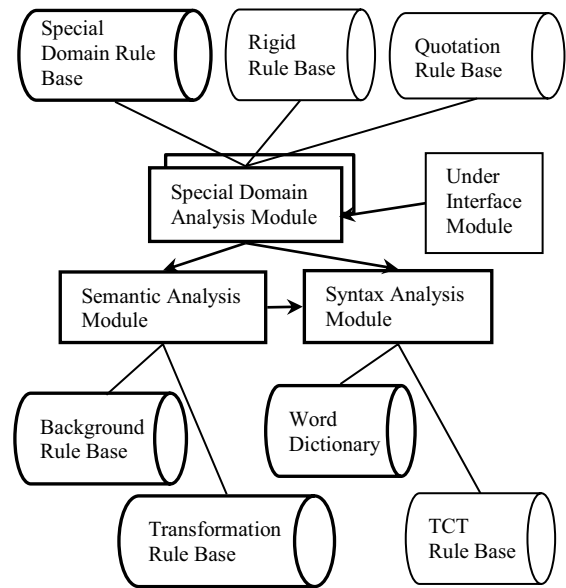 Special
Domain Rule
Base
Rigid
Rule Base
Quotation
Rule Base
Special Domain
Analysis Module
Under
Interface
Module
Semantic Analysis
Module
Syntax Analysis
Module
Background
Rule Base
Word
Dictionary
Transformation
Rule Base
TCT
Rule Base